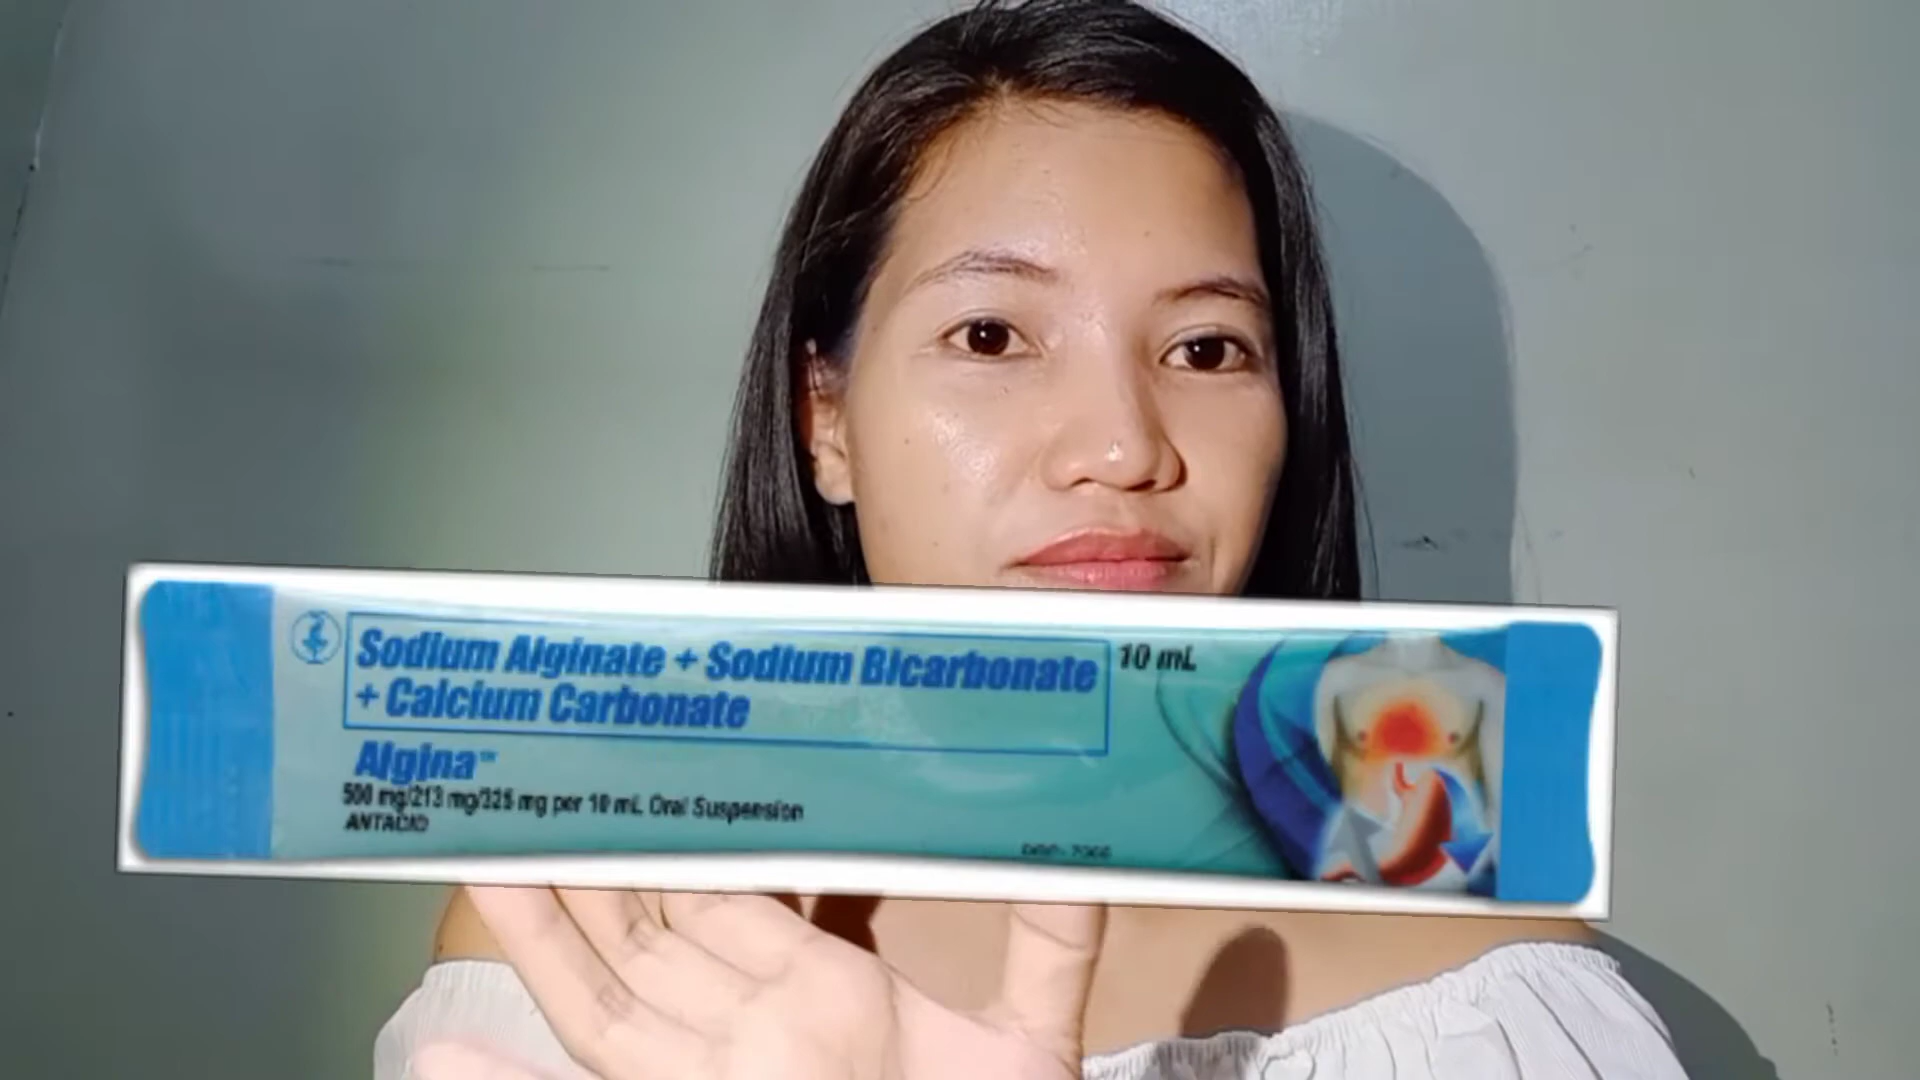 Sodium Alginate + Sodium Bicarbonate
+ Calcium Carbonate
10 mL
Algina™
500 mg/213 mg/325 mg per 10 mL Oral Suspension
ANTACID